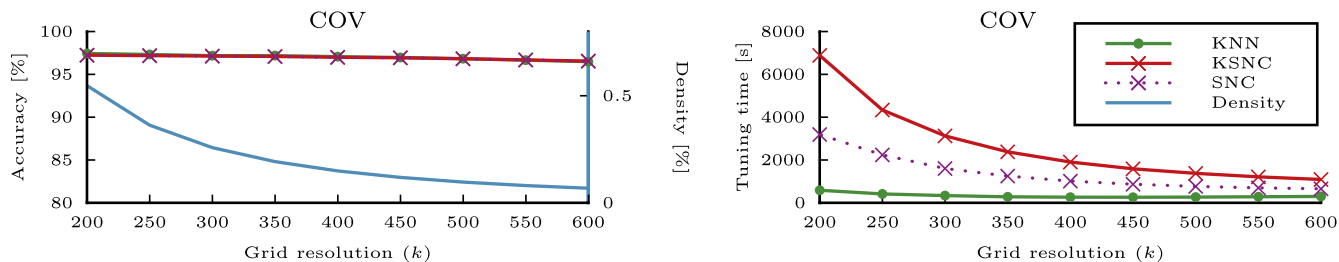 COV
100
95
90
85
80
Accuracy [%]
0.5
0
Density [%]
200 250 300 350 400 450 500 550 600
Grid resolution (k)
COV
8000
6000
4000
2000
0
Tuning time [s]
KNN
KSNC
SNC
Density
200 250 300 350 400 450 500 550 600
Grid resolution (k)